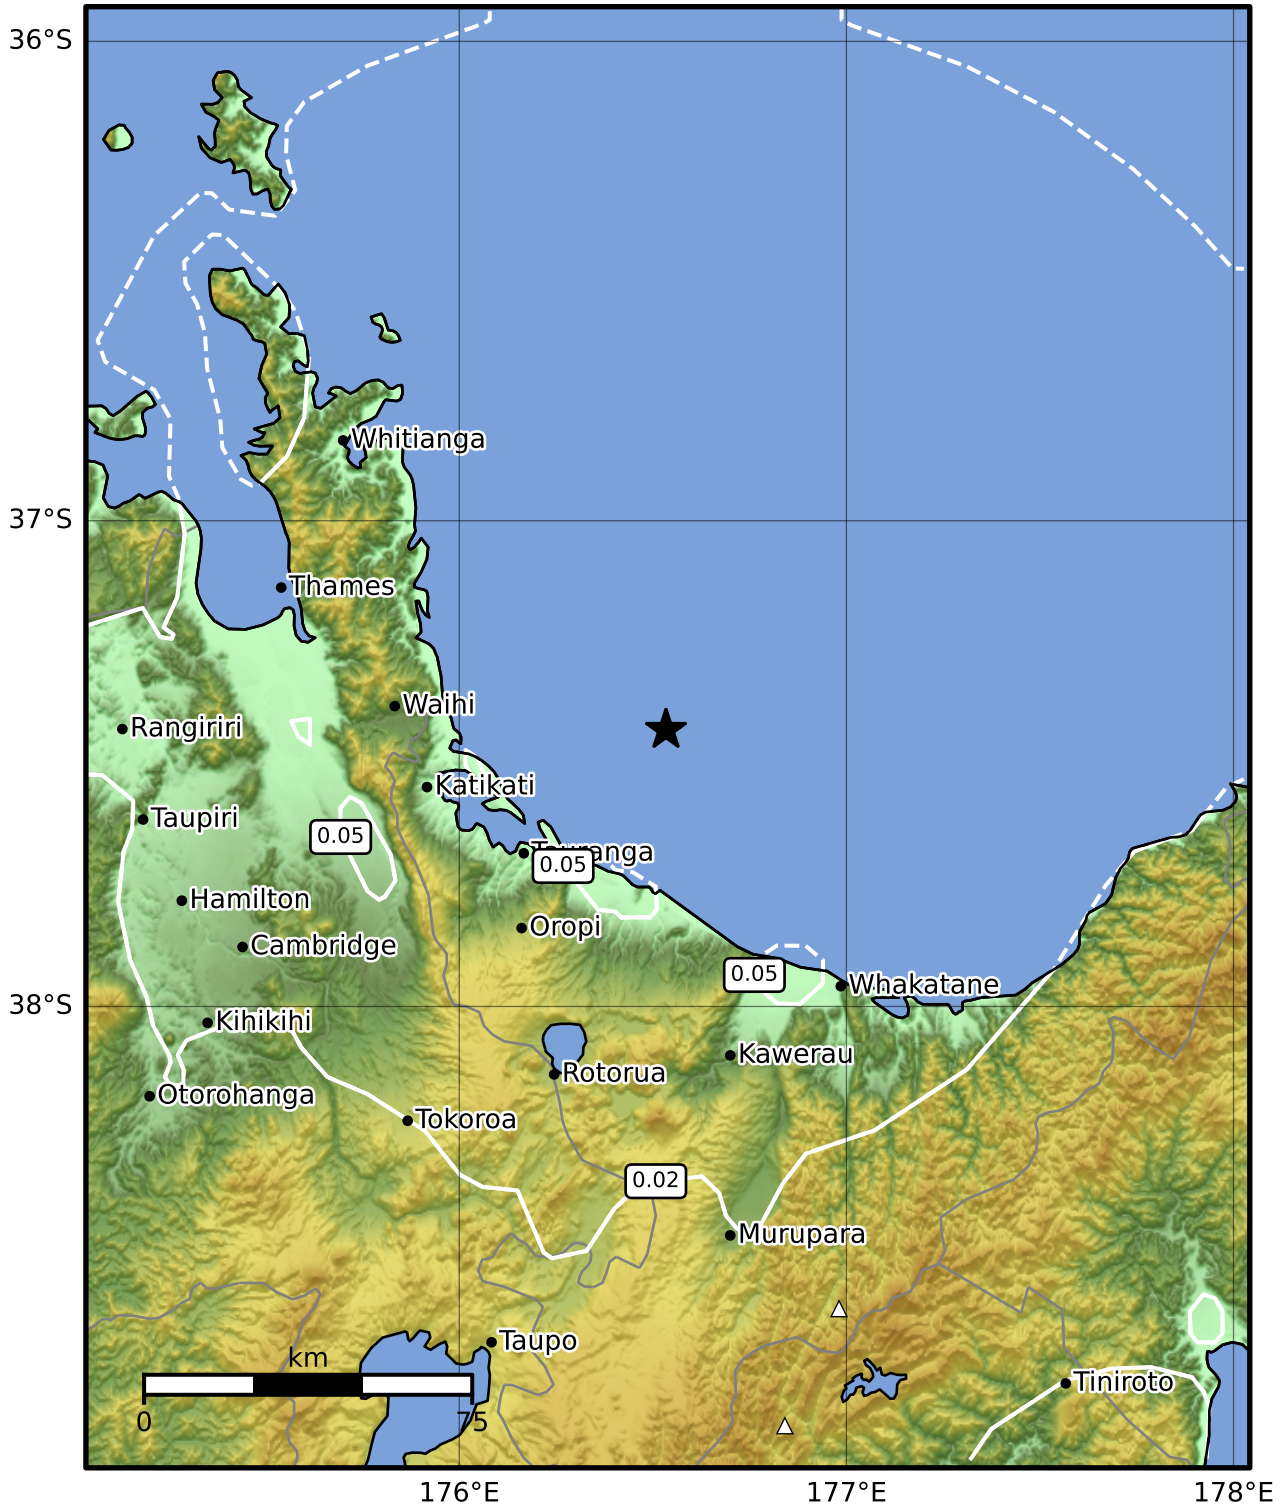 36°S
Whitianga
37°S
Thames
Waihi
Rangiriri
Katikati
Taupiri
0.05
Tauranga
0.05
Hamilton
Oropi
Cambridge
0.05
Whakatane
38°S
Kihikihi
Kawerau
Rotorua
Otorohanga
Tokoroa
0.02
Murupara
Taupo
km
Tiniroto
0
75
176°E
177°E
178°E